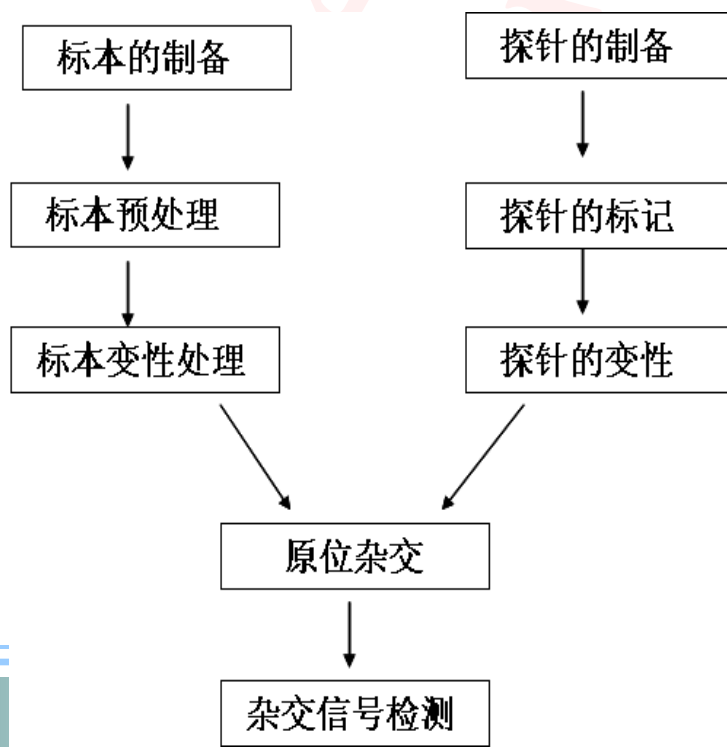 标本的制备
探针的制备
标本预处理
探针的标记
标本变性处理
探针的变性
原位杂交
杂交信号检测